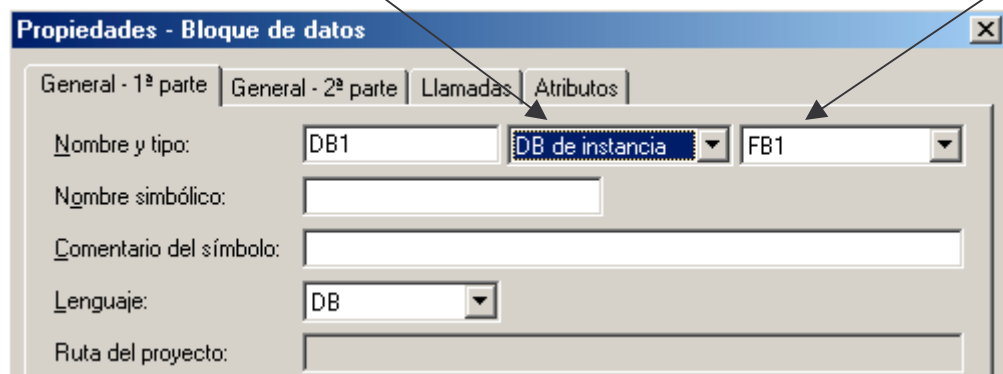 Propiedades - Bloque de datos
General - 1ª parte General - 2ª parte Llamadas Atributos
Nombre y tipo: DB1 DB de instancia FB1
Nombre simbólico:
Comentario del símbolo:
Lenguaje: DB
Ruta del proyecto: